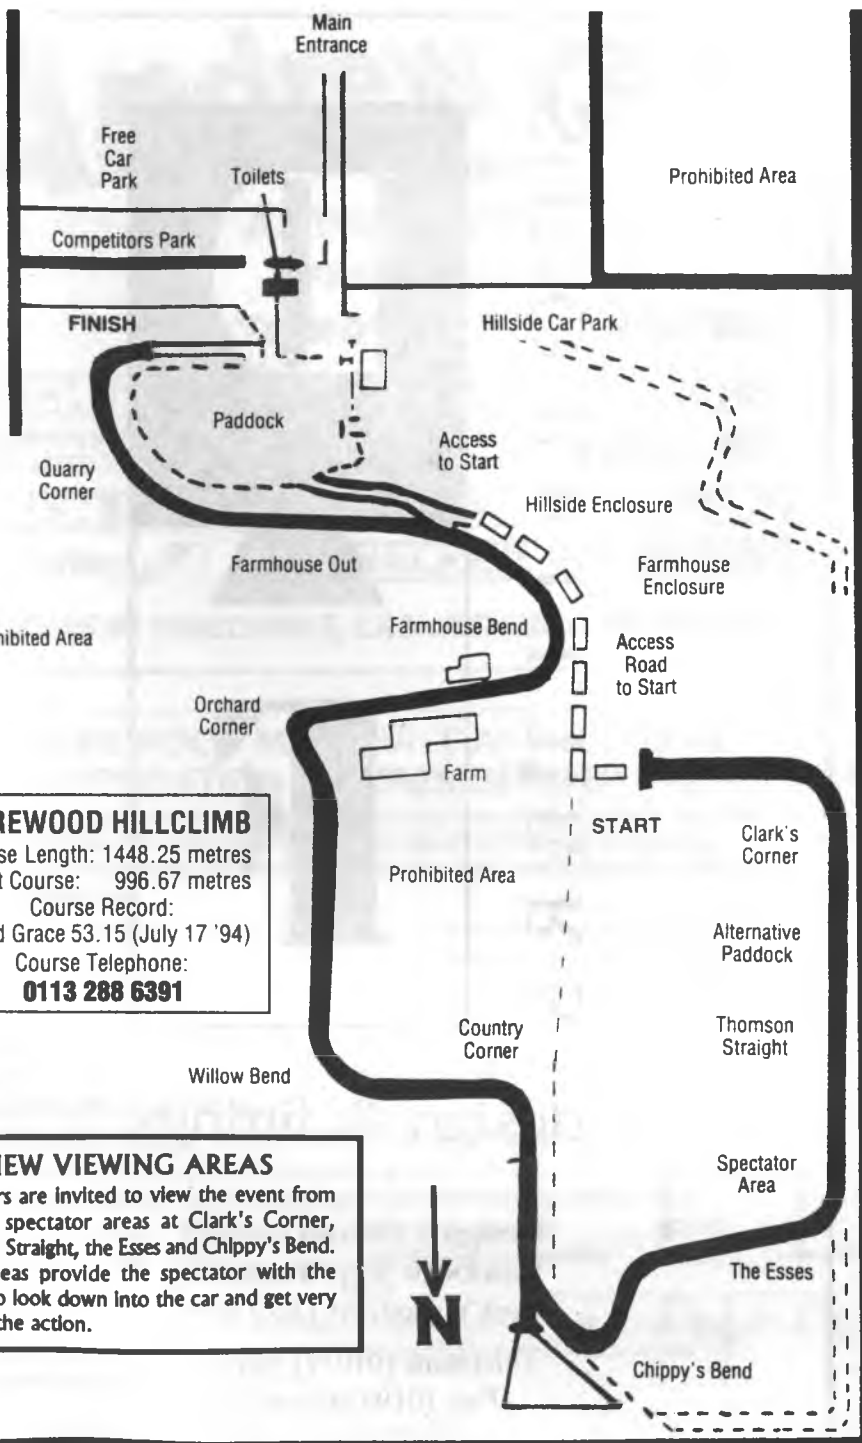 Main
Entrance
Free
Car
Park
Toilets
Prohibited Area
Competitors Park
FINISH
Hillside Car Park
Paddock
Access
to Start
Quarry
Corner
Hillside Enclosure
Farmhouse Out
Farmhouse
Enclosure
hibited Area
Farmhouse Bend
Access
Road
to Start
Orchard
Corner
Farm
START
Clark's
Corner
REWOOD HILLCLIMB
se Length: 1448.25 metres
t Course: 996.67 metres
Course Record:
d Grace 53.15 (July 17 '94)
Course Telephone:
0113 288 6391
Prohibited Area
Alternative
Paddock
Thomson
Straight
Country
Corner
Willow Bend
IEW VIEWING AREAS
rs are invited to view the event from
spectator areas at Clark's Corner,
Straight, the Esses and Chippy's Bend.
eas provide the spectator with the
o look down into the car and get very
the action.
Spectator
Area
N
The Esses
Chippy's Bend